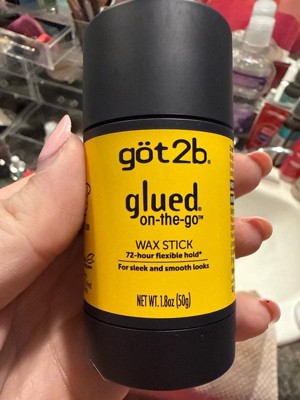 göt2b®
glued®
on-the-go™
WAX STICK
72-hour flexible hold*
For sleek and smooth looks
NET WT. 1.8oz (50g)